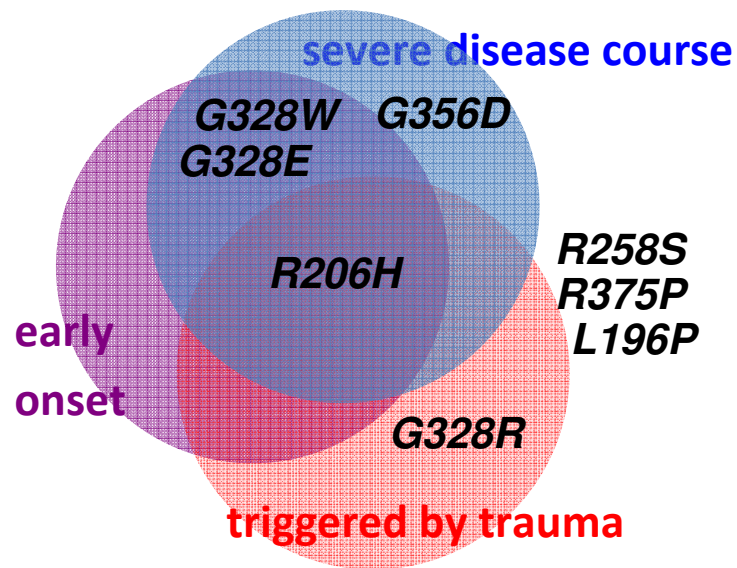 severe disease course
G328W G356D
G328E
R206H
R258S
R375P
L196P
early
onset
G328R
triggered by trauma